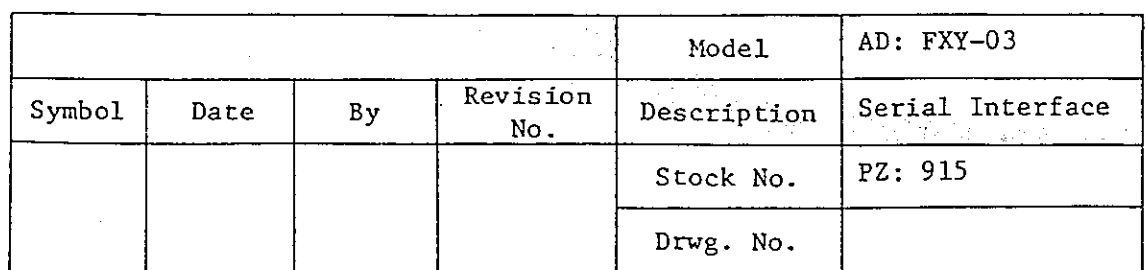 Model AD: FXY-03
Symbol Date By Revision No. Description Serial Interface
Stock No. PZ: 915
Drwg. No.